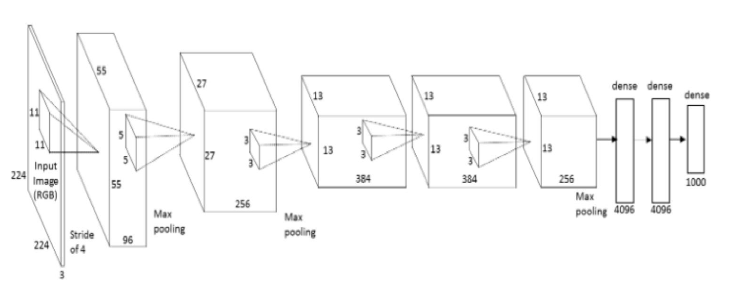 224
11
11
Input
Image
(RGB)
224
3
55
55
96
Stride
of 4
5
5
Max
pooling
27
27
256
3
3
Max
pooling
13
13
384
3
3
13
13
384
3
3
13
13
256
Max
pooling
dense
4096
dense
4096
dense
1000